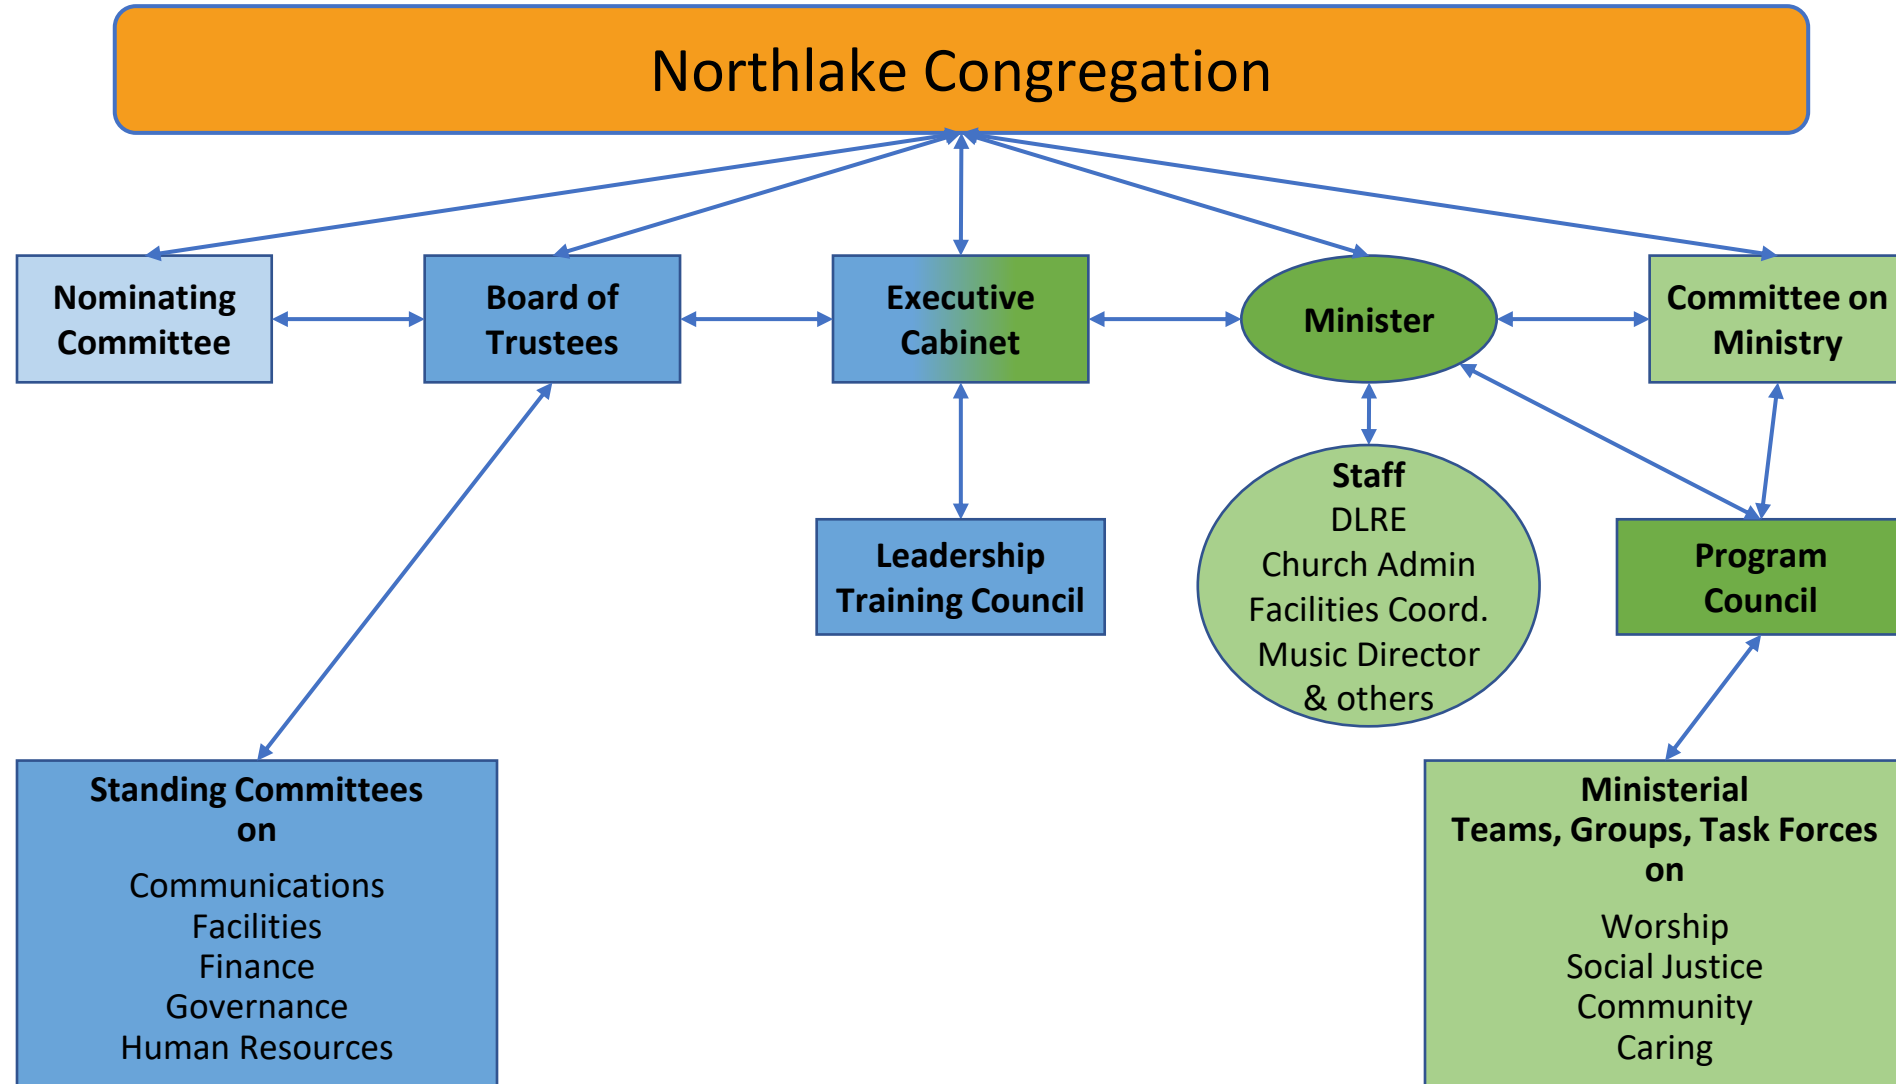 Northlake Congregation
Nominating
Committee
Board of
Trustees
Executive
Cabinet
Minister
Committee on
Ministry
Leadership
Training Council
Staff
DLRE
Church Admin
Facilities Coord.
Music Director
& others
Program
Council
Standing Committees
on
Communications
Facilities
Finance
Governance
Human Resources
Ministerial
Teams, Groups, Task Forces
on
Worship
Social Justice
Community
Caring